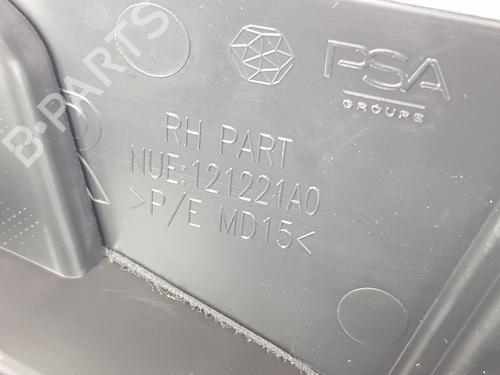 PSA
GROUPE
RH PART
NUE:121221A0
>P/E MD15<
B-PARTS